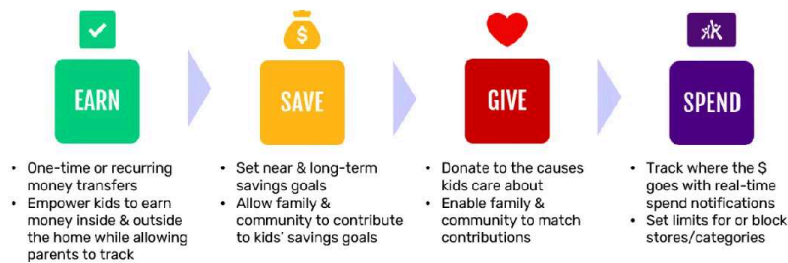 $
EARN
SAVE
GIVE
SPEND
• One-time or recurring
money transfers
• Empower kids to earn
money inside & outside
the home while allowing
parents to track
• Set near & long-term
savings goals
• Allow family &
community to contribute
to kids' savings goals
• Donate to the causes
kids care about
• Enable family &
community to match
contributions
• Track where the $
goes with real-time
spend notifications
• Set limits for or block
stores/categories